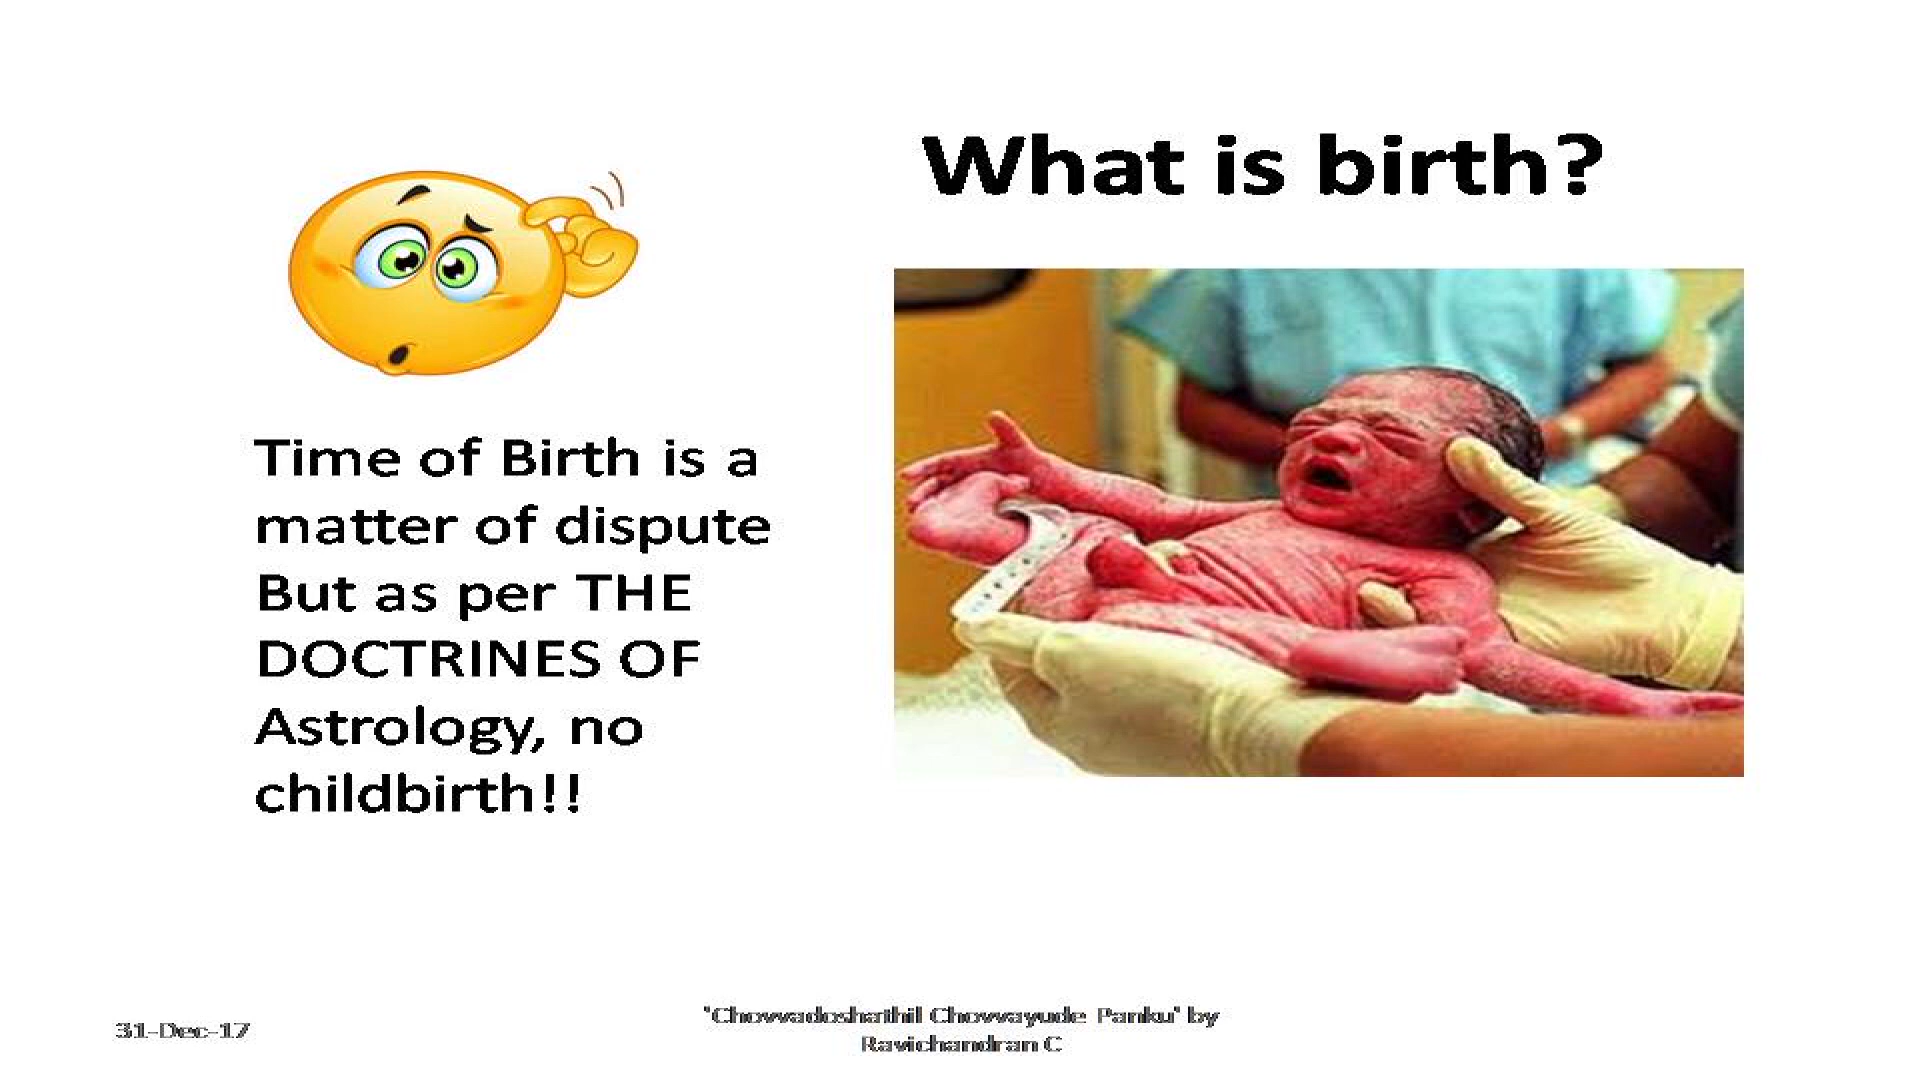 What is birth?
Time of Birth is a
matter of dispute
But as per THE
DOCTRINES OF
Astrology, no
childbirth!!
31-Dec-17
'Chowwadoshathil Chowwayude Panku' by
Ravichandran C